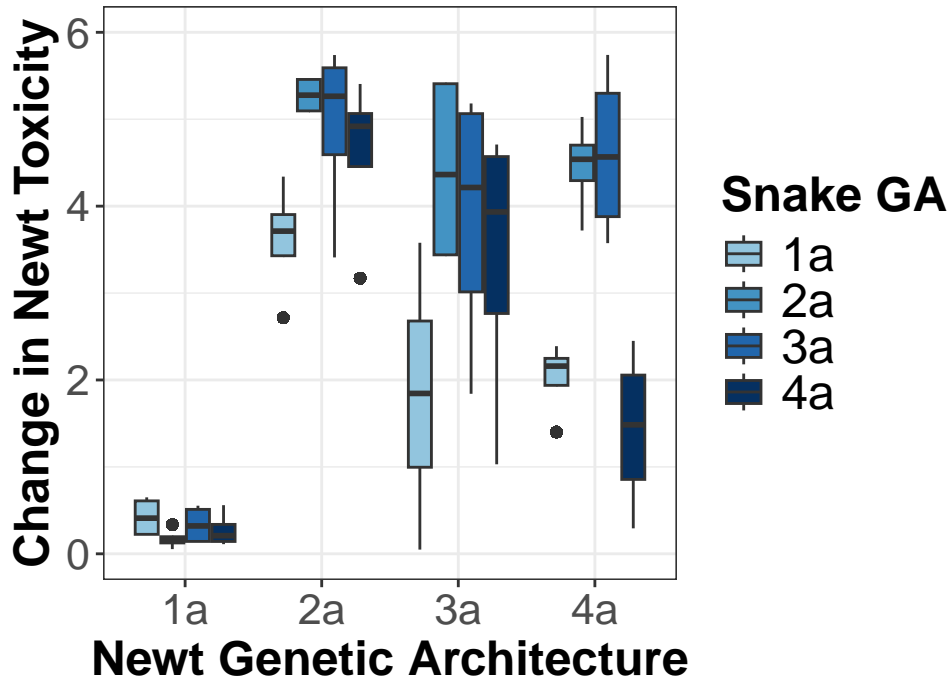 Change in Newt Toxicity
6
4
2
0
1a
2a
3a
4a
Newt Genetic Architecture
Snake GA
1a
2a
3a
4a